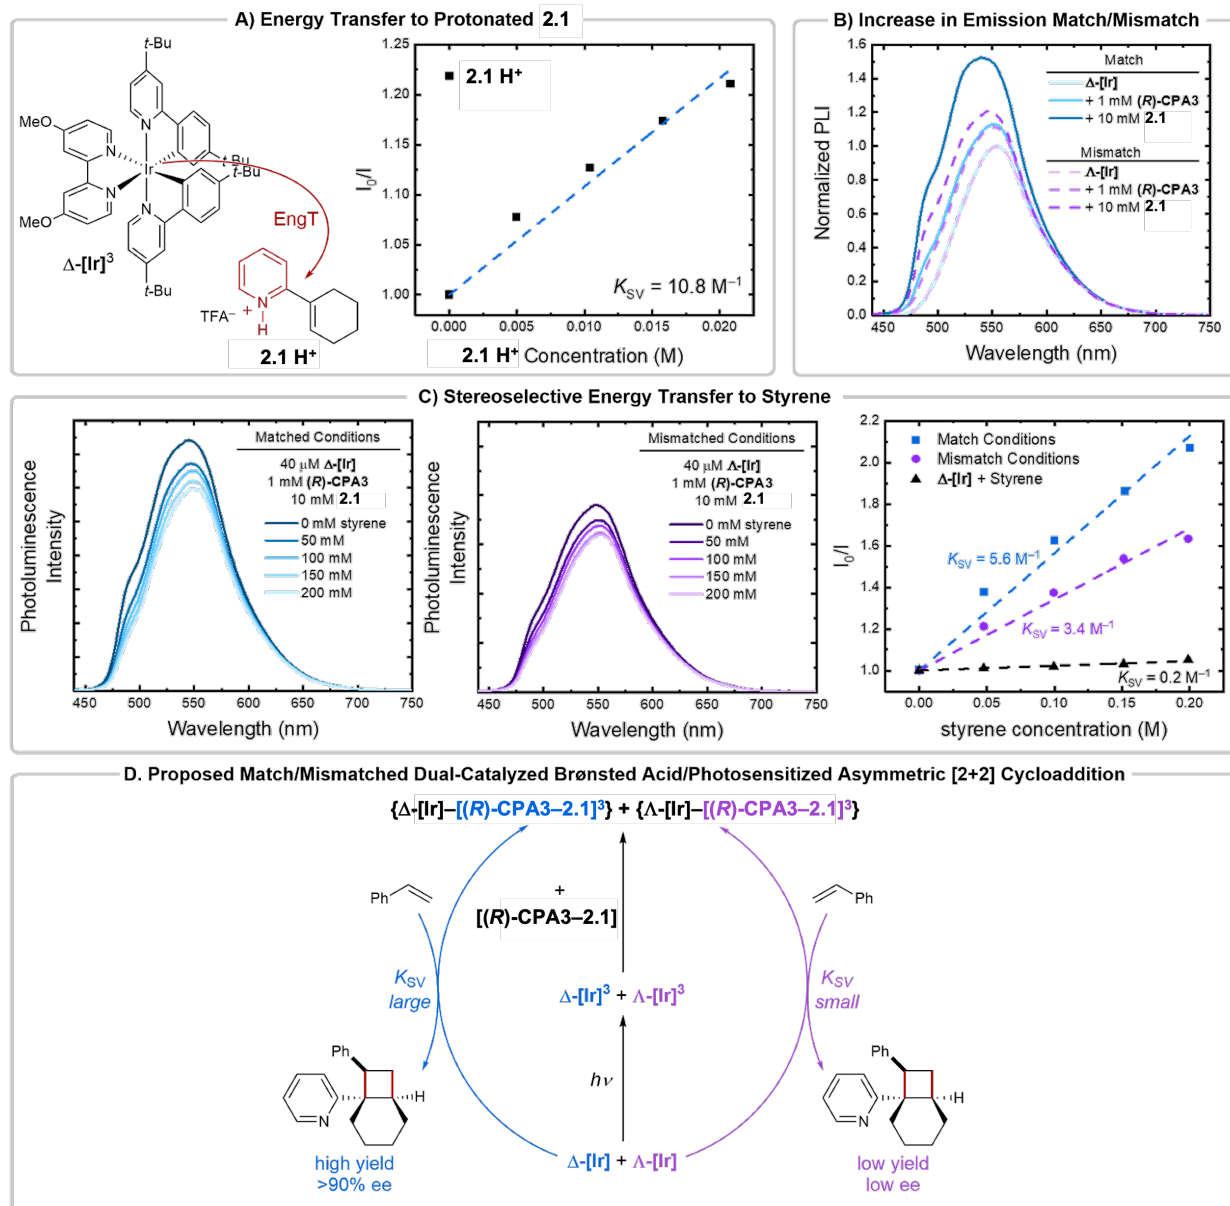 A) Energy Transfer to Protonated 2.1
t-Bu
t-Bu
MeO
N
N
Ir
t-Bu
t-Bu
N
MeO
N
EngT
Δ-[Ir]³
t-Bu
TFA⁻
+
N
H
2.1 H⁺
1.25
1.20
1.15
1.10
1.05
1.00
I₀/I
2.1 H⁺
K_SV = 10.8 M⁻¹
0.000 0.005 0.010 0.015 0.020
2.1 H⁺ Concentration (M)
B) Increase in Emission Match/Mismatch
1.6
1.4
1.2
1.0
0.8
0.6
0.4
0.2
0.0
Normalized PLI
Match
Δ-[Ir]
+ 1 mM (R)-CPA3
+ 10 mM 2.1
Mismatch
Λ-[Ir]
+ 1 mM (R)-CPA3
+ 10 mM 2.1
450 500 550 600 650 700 750
Wavelength (nm)
C) Stereoselective Energy Transfer to Styrene
Photoluminescence
Intensity
Matched Conditions
40 µM Δ-[Ir]
1 mM (R)-CPA3
10 mM 2.1
0 mM styrene
50 mM
100 mM
150 mM
200 mM
450 500 550 600 650 700 750
Wavelength (nm)
Photoluminescence
Intensity
Mismatched Conditions
40 µM Λ-[Ir]
1 mM (R)-CPA3
10 mM 2.1
0 mM styrene
50 mM
100 mM
150 mM
200 mM
450 500 550 600 650 700 750
Wavelength (nm)
2.2
2.0
1.8
1.6
1.4
1.2
1.0
I₀/I
Match Conditions
Mismatch Conditions
Δ-[Ir] + Styrene
K_SV = 5.6 M⁻¹
K_SV = 3.4 M⁻¹
K_SV = 0.2 M⁻¹
0.00 0.05 0.10 0.15 0.20
styrene concentration (M)
D. Proposed Match/Mismatched Dual-Catalyzed Brønsted Acid/Photosensitized Asymmetric [2+2] Cycloaddition
{Δ-[Ir]–[(R)-CPA3–2.1]³} + {Λ-[Ir]–[(R)-CPA3–2.1]³}
Ph
+
[(R)-CPA3–2.1]
Ph
K_SV
large
Δ-[Ir]³ + Λ-[Ir]³
K_SV
small
Ph
H
N
hν
Ph
H
N
high yield
>90% ee
Δ-[Ir] + Λ-[Ir]
low yield
low ee